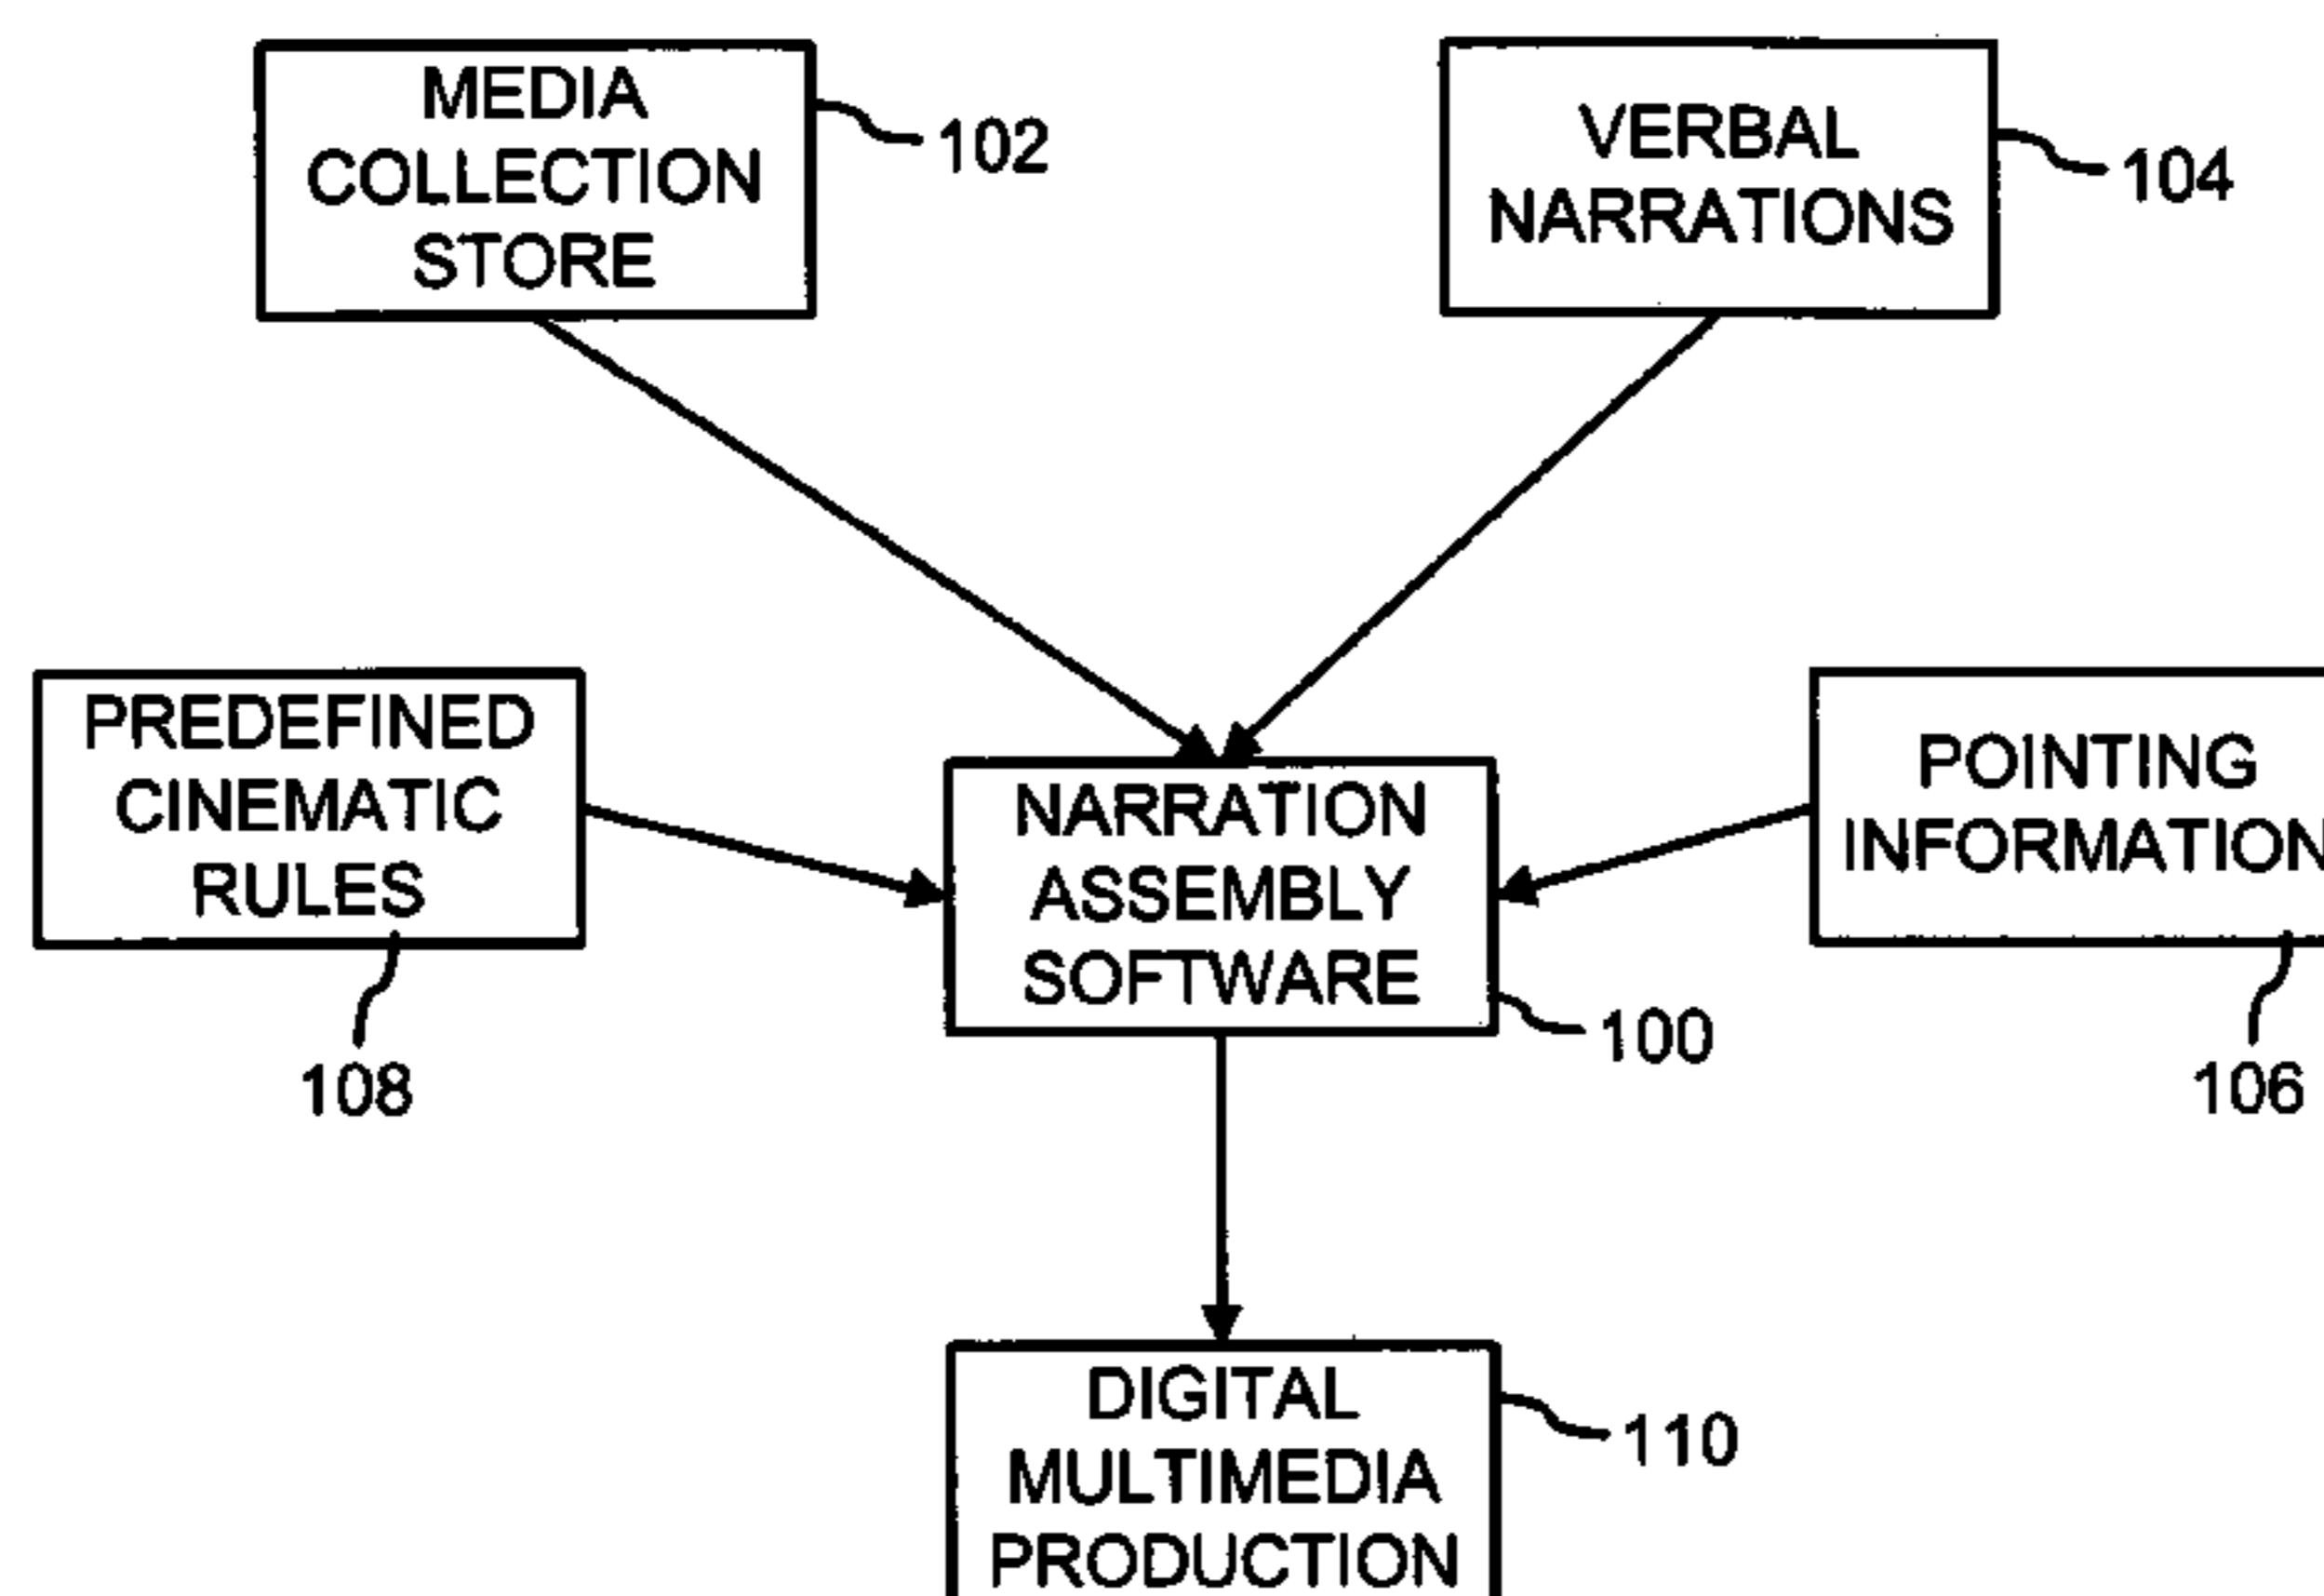 MEDIA
COLLECTION
STORE
102
VERBAL
NARRATIONS
104
PREDEFINED
CINEMATIC
RULES
108
NARRATION
ASSEMBLY
SOFTWARE
100
POINTING
INFORMATION
106
DIGITAL
MULTIMEDIA
PRODUCTION
110